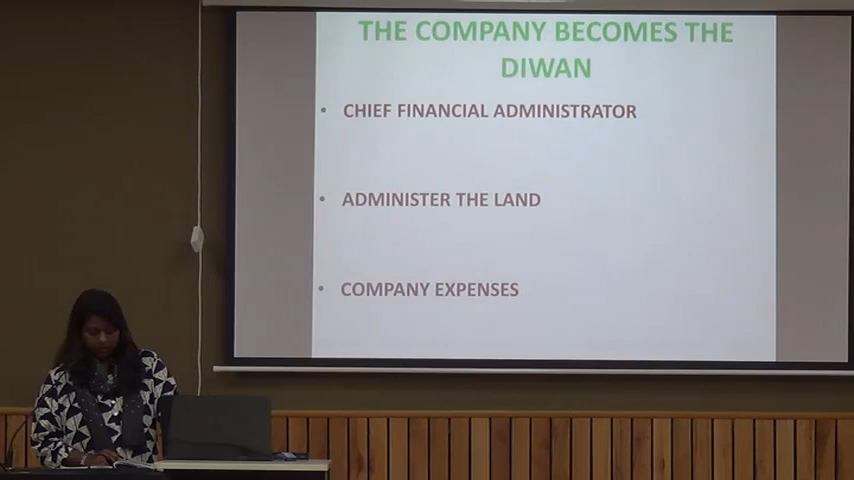 THE COMPANY BECOMES THE
DIWAN
• CHIEF FINANCIAL ADMINISTRATOR
• ADMINISTER THE LAND
• COMPANY EXPENSES